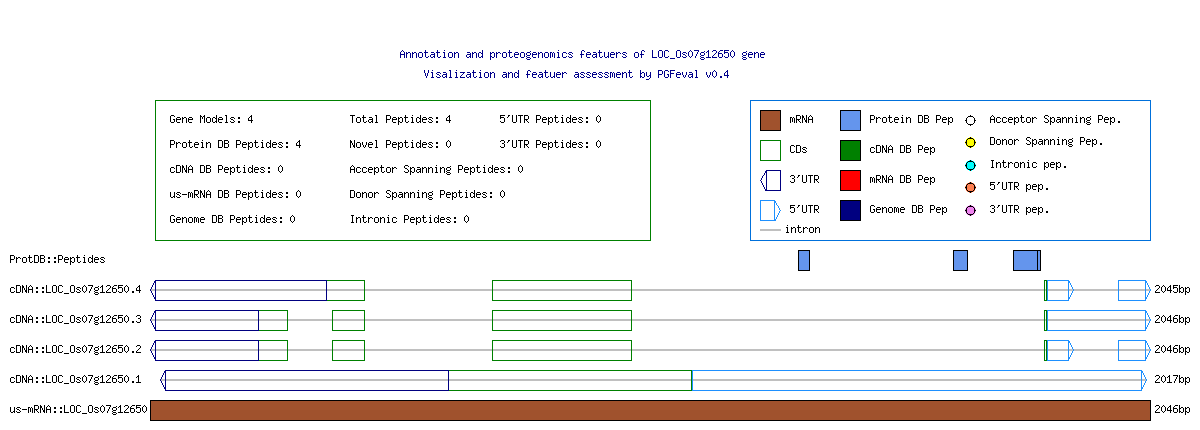 Annotation and proteogenomics featuers of LOC_Os07g12650 gene
Visalization and featuer assessment by PGFeval v0.4
Gene Models: 4 Total Peptides: 4 5'UTR Peptides: 0
Protein DB Peptides: 4 Novel Peptides: 0 3'UTR Peptides: 0
cDNA DB Peptides: 0 Acceptor Spanning Peptides: 0
us-mRNA DB Peptides: 0 Donor Spanning Peptides: 0
Genome DB Peptides: 0 Intronic Peptides: 0
mRNA Protein DB Pep Acceptor Spanning Pep.
CDs cDNA DB Pep Donor Spanning Pep.
3'UTR mRNA DB Pep Intronic pep.
5'UTR Genome DB Pep 5'UTR pep.
intron 3'UTR pep.
ProtDB::Peptides
cDNA::LOC_Os07g12650.4 2045bp
cDNA::LOC_Os07g12650.3 2046bp
cDNA::LOC_Os07g12650.2 2046bp
cDNA::LOC_Os07g12650.1 2017bp
us-mRNA::LOC_Os07g12650 2046bp